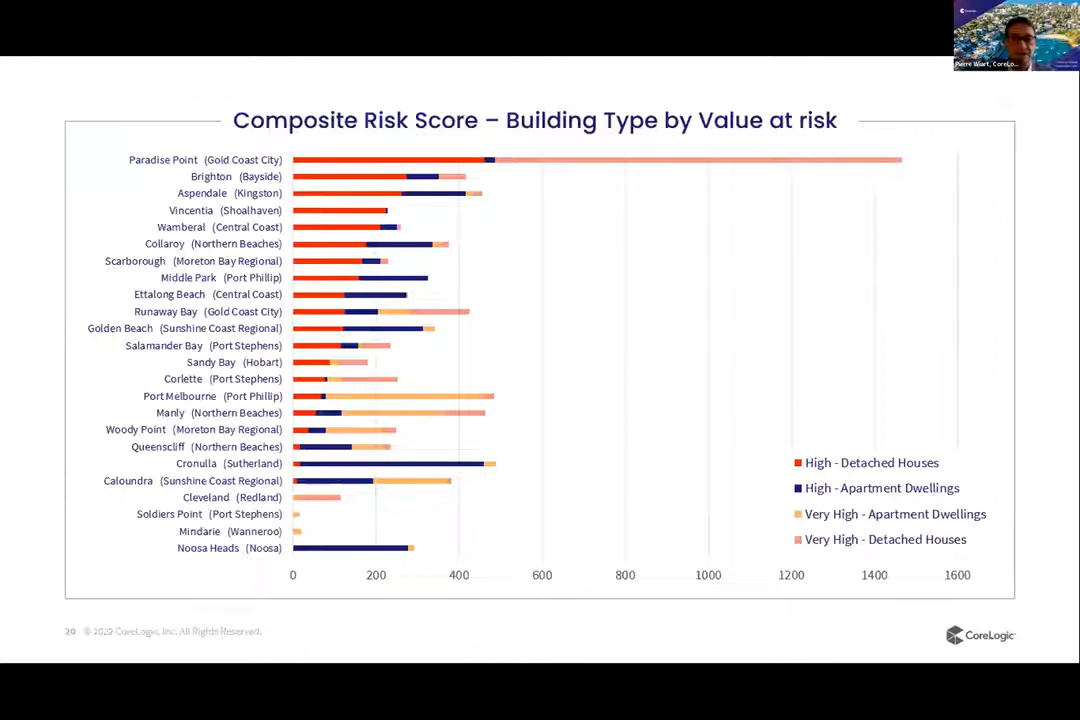 Pierre Wiart, CoreLo...
Composite Risk Score – Building Type by Value at risk
Paradise Point (Gold Coast City)
Brighton (Bayside)
Aspendale (Kingston)
Vincentia (Shoalhaven)
Wamberal (Central Coast)
Collaroy (Northern Beaches)
Scarborough (Moreton Bay Regional)
Middle Park (Port Phillip)
Ettalong Beach (Central Coast)
Runaway Bay (Gold Coast City)
Golden Beach (Sunshine Coast Regional)
Salamander Bay (Port Stephens)
Sandy Bay (Hobart)
Corlette (Port Stephens)
Port Melbourne (Port Phillip)
Manly (Northern Beaches)
Woody Point (Moreton Bay Regional)
Queenscliff (Northern Beaches)
Cronulla (Sutherland)
Caloundra (Sunshine Coast Regional)
Cleveland (Redland)
Soldiers Point (Port Stephens)
Mindarie (Wanneroo)
Noosa Heads (Noosa)
High - Detached Houses
High - Apartment Dwellings
Very High - Apartment Dwellings
Very High - Detached Houses
0 200 400 600 800 1000 1200 1400 1600
20 © 2022 CoreLogic, Inc. All Rights Reserved.
CoreLogic